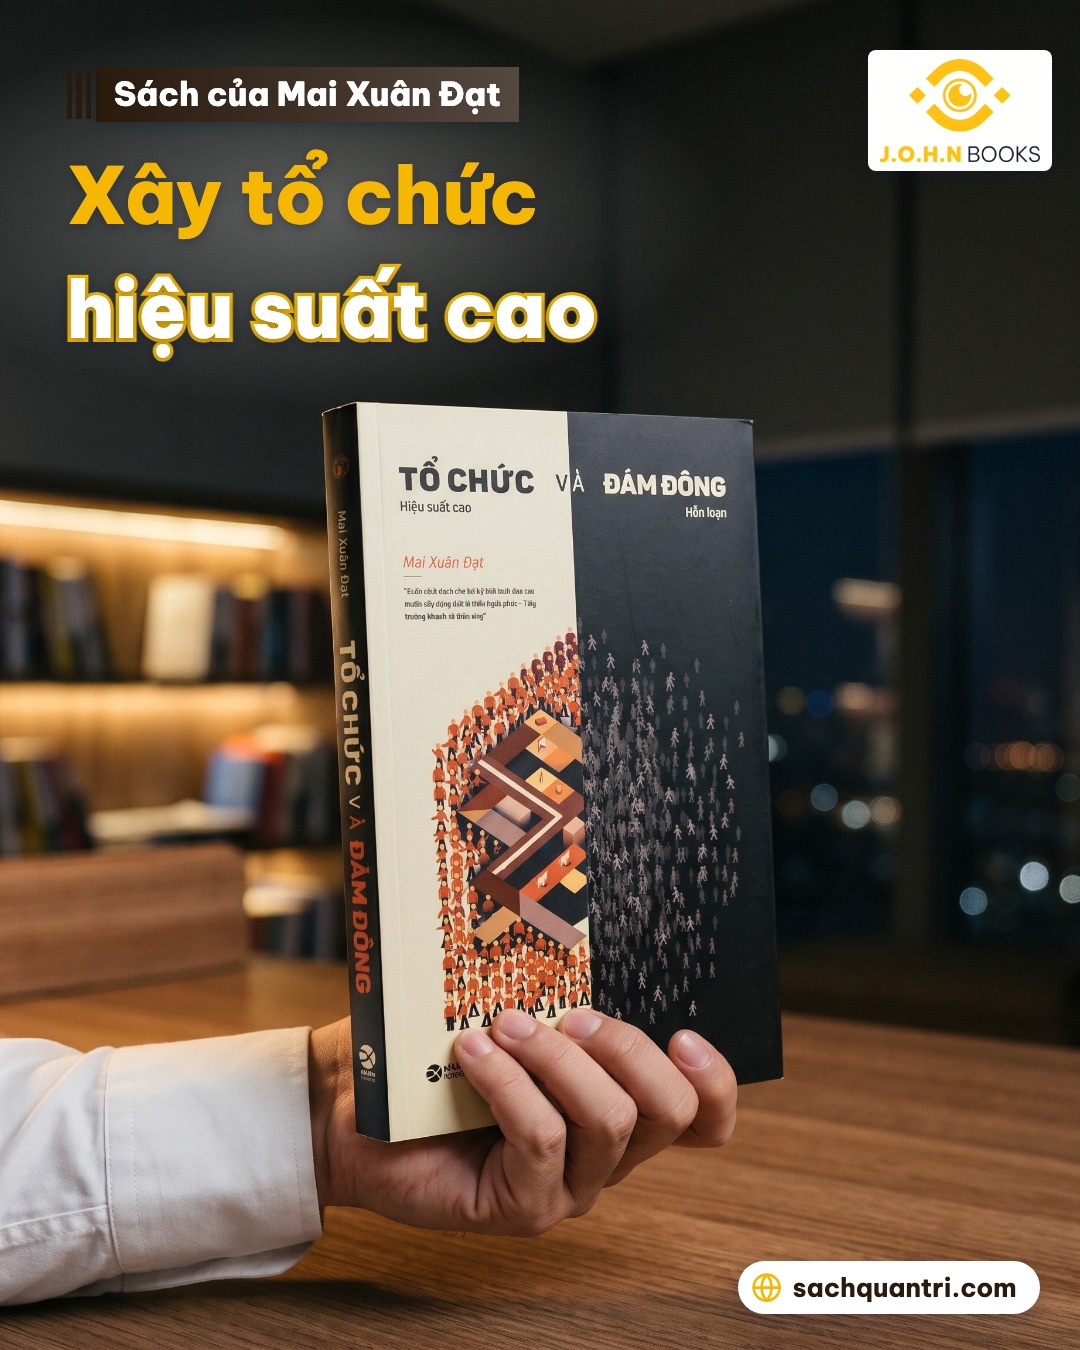 Sách của Mai Xuân Đạt
J.O.H.N BOOKS
Xây tổ chức
hiệu suất cao
TỔ CHỨC VÀ ĐÁM ĐÔNG
Hiệu suất cao
Hỗn loạn
Mai Xuân Đạt
Mai Xuân Đạt
TỔ CHỨC VÀ ĐÁM ĐÔNG
sachquantri.com